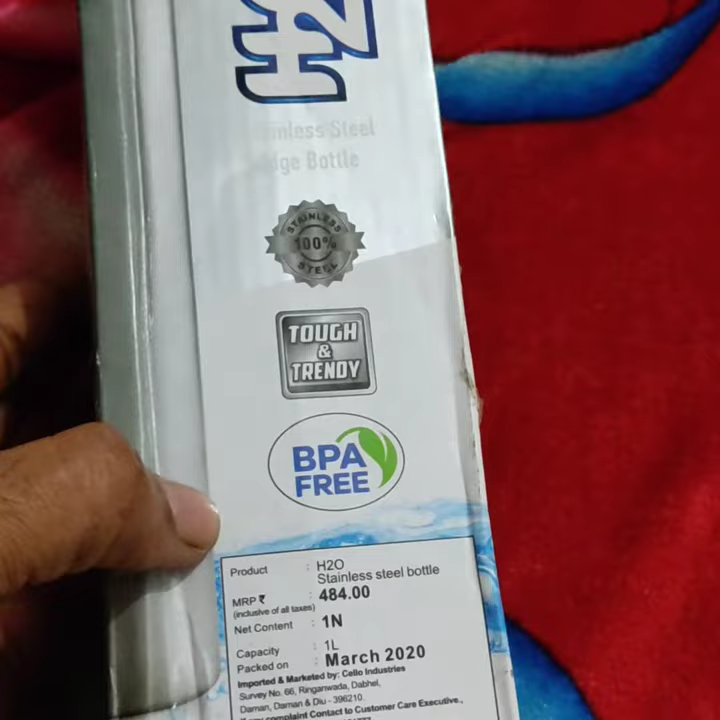 H2
Stainless Steel
Fridge Bottle
STAINLESS
100%
STEEL
TOUGH
&
TRENDY
BPA
FREE
Product : H2O
Stainless steel bottle
MRP ₹ : 484.00
(inclusive of all taxes)
Net Content : 1N
Capacity : 1L
Packed on : March 2020
Imported & Marketed by: Cello Industries
Survey No. 66, Ringanwada, Dabhel,
Daman, Daman & Diu - 396210.
complaint Contact to Customer Care Executive.,